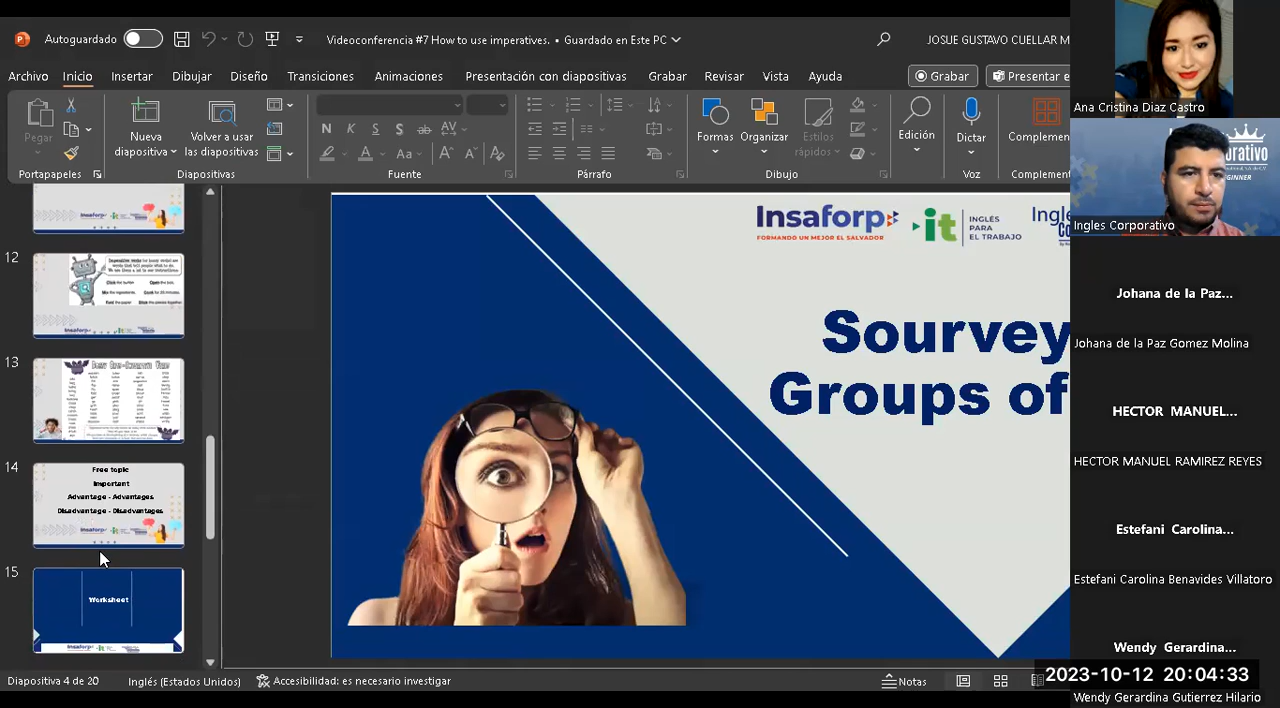 Autoguardado
Videoconferencia #7 How to use imperatives. • Guardado en Este PC
JOSUE GUSTAVO CUELLAR M
Archivo Inicio Insertar Dibujar Diseño Transiciones Animaciones Presentación con diapositivas Grabar Revisar Vista Ayuda
Grabar
Presentar e
Pegar
Nueva diapositiva
Volver a usar las diapositivas
Formas
Organizar
Estilos rápidos
Edición
Dictar
Complemen
Portapapeles Diapositivas Fuente Párrafo Dibujo Voz Complement
12
13
14
Free topic
Important
Advantage - Advantages
Disadvantage - Disadvantages
15
Worksheet
Insaforp
FORMANDO UN MEJOR EL SALVADOR
it
INGLÉS
PARA
EL TRABAJO
Ingle
Sourvey
Groups of
Ana Cristina Diaz Castro
orativo
Ingles Corporativo
Johana de la Paz...
Johana de la Paz Gomez Molina
HECTOR MANUEL...
HECTOR MANUEL RAMIREZ REYES
Estefani Carolina...
Estefani Carolina Benavides Villatoro
Wendy Gerardina...
2023-10-12 20:04:33
Wendy Gerardina Gutierrez Hilario
Diapositiva 4 de 20
Inglés (Estados Unidos)
Accesibilidad: es necesario investigar
Notas